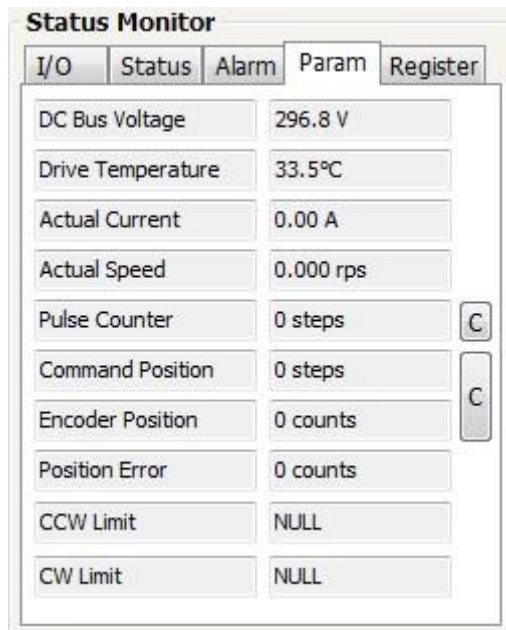 Status Monitor
I/O Status Alarm Param Register
DC Bus Voltage 296.8 V
Drive Temperature 33.5°C
Actual Current 0.00 A
Actual Speed 0.000 rps
Pulse Counter 0 steps C
Command Position 0 steps
C
Encoder Position 0 counts
Position Error 0 counts
CCW Limit NULL
CW Limit NULL